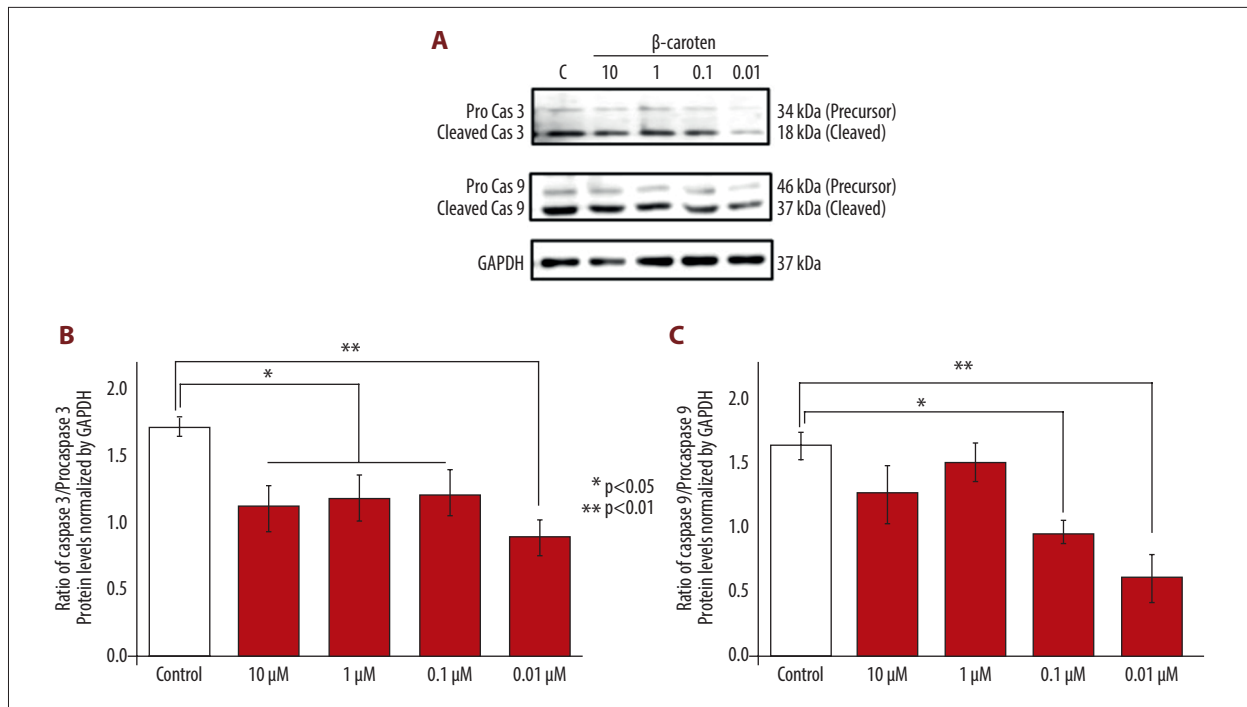 A
β-caroten
C 10 1 0.1 0.01
Pro Cas 3 34 kDa (Precursor)
Cleaved Cas 3 18 kDa (Cleaved)
Pro Cas 9 46 kDa (Precursor)
Cleaved Cas 9 37 kDa (Cleaved)
GAPDH 37 kDa
B
Ratio of caspase 3/Procaspase 3
Protein levels normalized by GAPDH
2.0
1.5
1.0
0.5
0.0
**
*
Control 10 μM 1 μM 0.1 μM 0.01 μM
* p<0.05
** p<0.01
C
Ratio of caspase 9/Procaspase 9
Protein levels normalized by GAPDH
2.0
1.5
1.0
0.5
0.0
**
*
Control 10 μM 1 μM 0.1 μM 0.01 μM